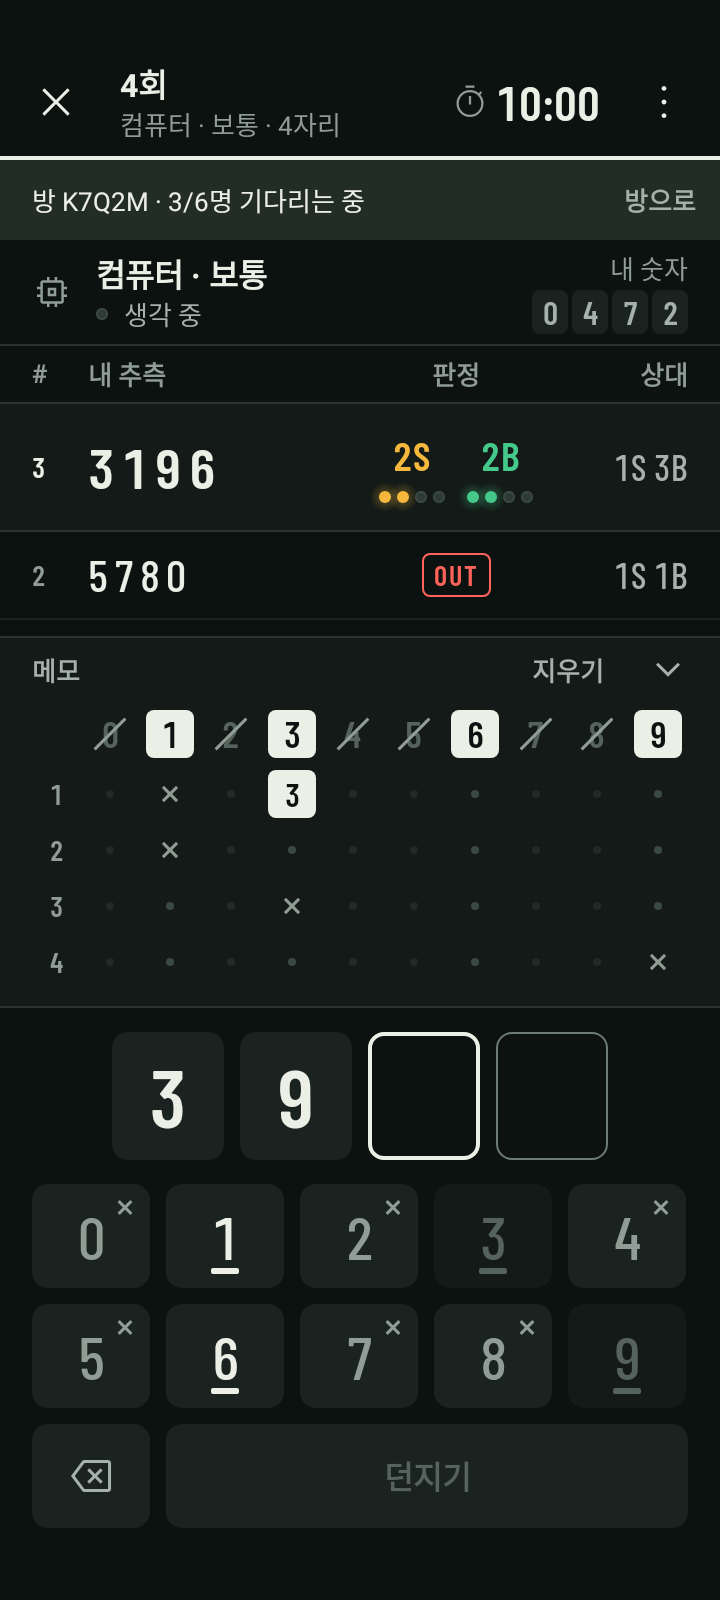 4회
컴퓨터 · 보통 · 4자리
10:00
방 K7Q2M · 3/6명 기다리는 중
방으로
컴퓨터 · 보통
생각 중
내 숫자
0 4 7 2
# 내 추측 판정 상대
3 3196 2S 2B 1S 3B
2 5780 OUT 1S 1B
메모 지우기
0 1 2 3 4 5 6 7 8 9
1 × 3
2 ×
3 ×
4 ×
3 9
0 × 1 2 × 3 4 ×
5 × 6 7 × 8 × 9
던지기